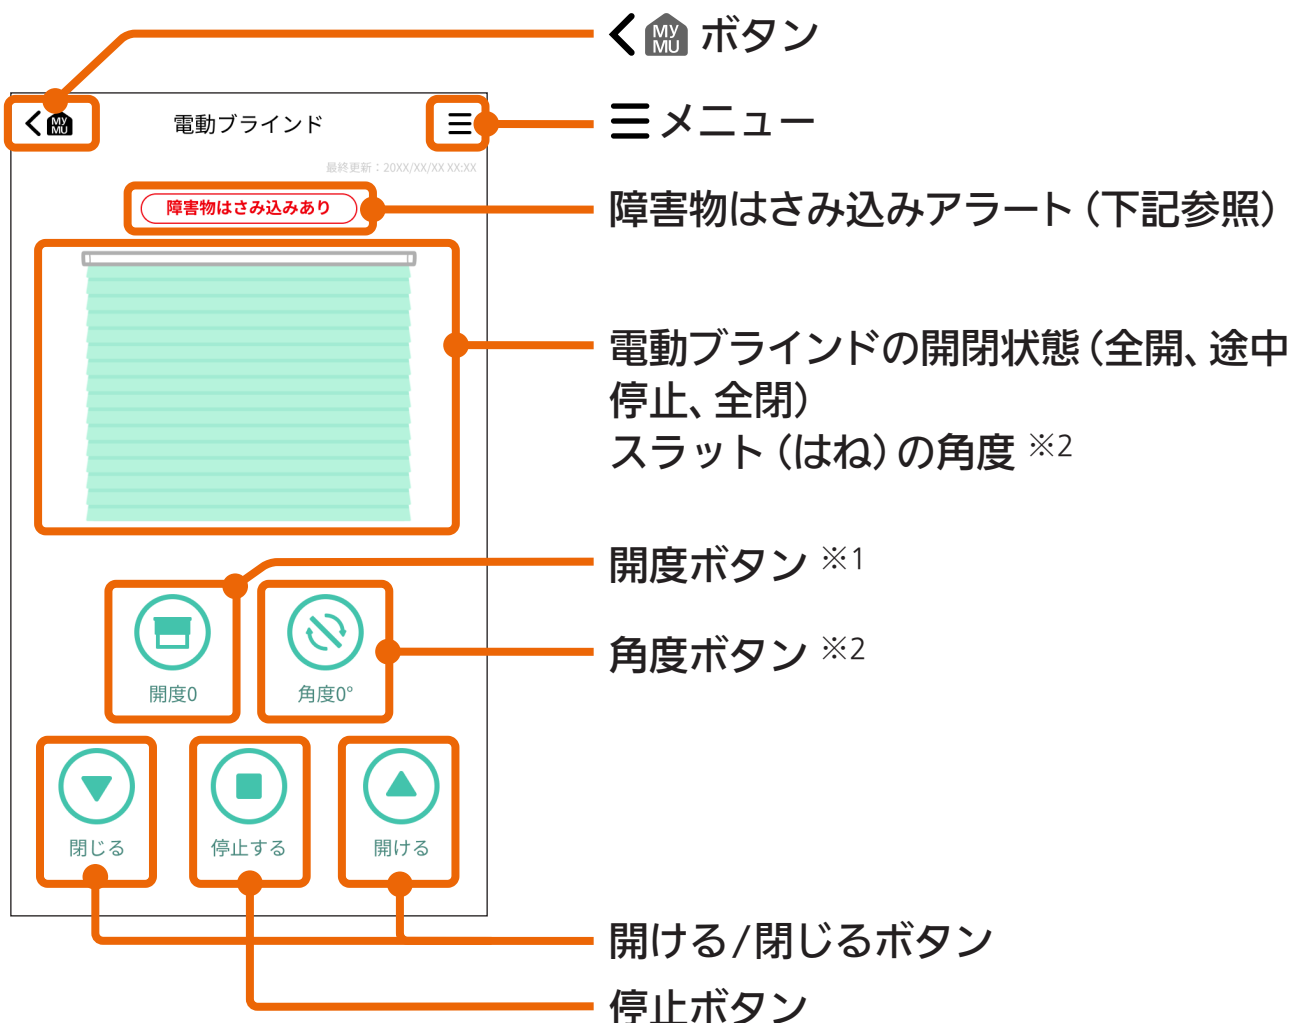 MyMU ボタン
MyMU 電動ブラインド
メニュー
最終更新：20XX/XX/XX XX:XX
障害物はさみ込みあり
障害物はさみ込みアラート（下記参照）
電動ブラインドの開閉状態（全開、途中
停止、全閉）
スラット（はね）の角度 ※2
開度ボタン ※1
角度ボタン ※2
開度0 角度0°
閉じる 停止する 開ける
開ける/閉じるボタン
停止ボタン